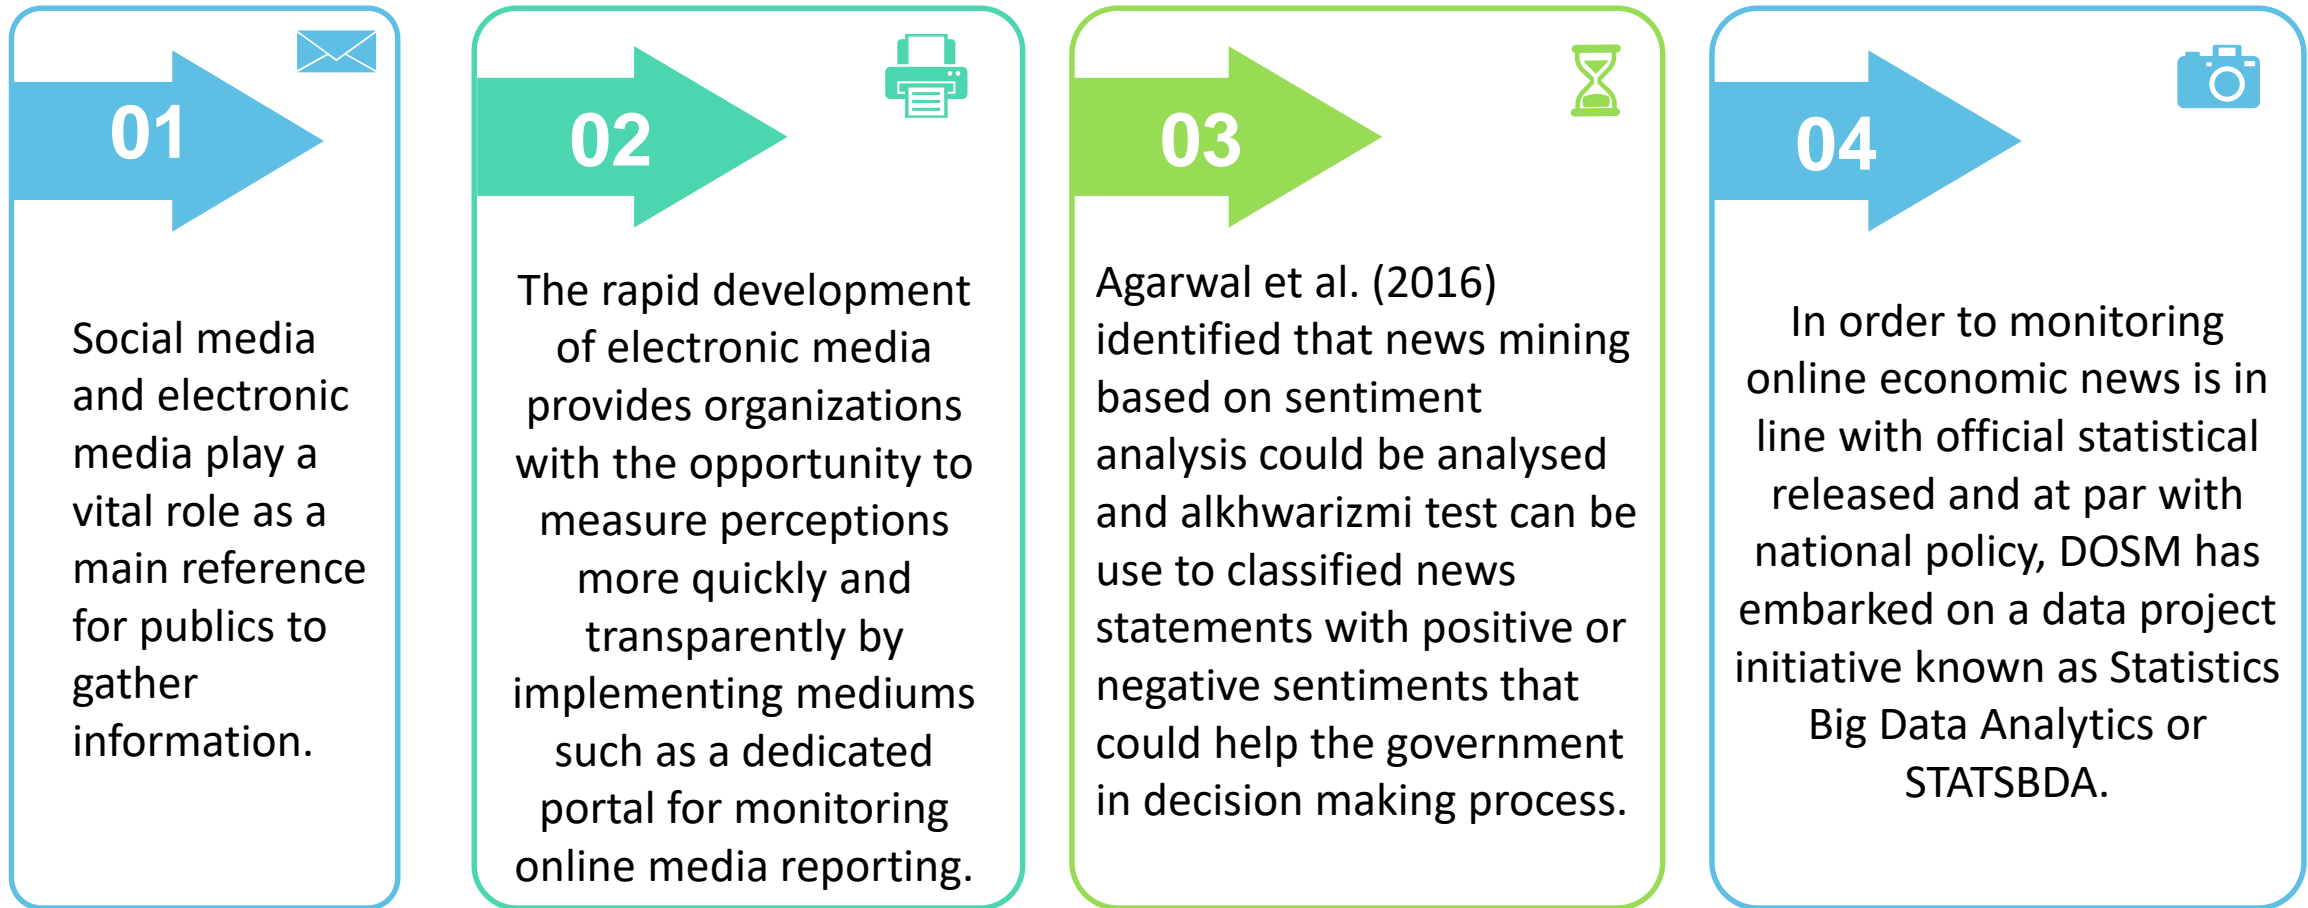 01
Social media
and electronic
media play a
vital role as a
main reference
for publics to
gather
information.
02
The rapid development
of electronic media
provides organizations
with the opportunity to
measure perceptions
more quickly and
transparently by
implementing mediums
such as a dedicated
portal for monitoring
online media reporting.
03
Agarwal et al. (2016)
identified that news mining
based on sentiment
analysis could be analysed
and alkhwarizmi test can be
use to classified news
statements with positive or
negative sentiments that
could help the government
in decision making process.
04
In order to monitoring
online economic news is in
line with official statistical
released and at par with
national policy, DOSM has
embarked on a data project
initiative known as Statistics
Big Data Analytics or
STATSBDA.